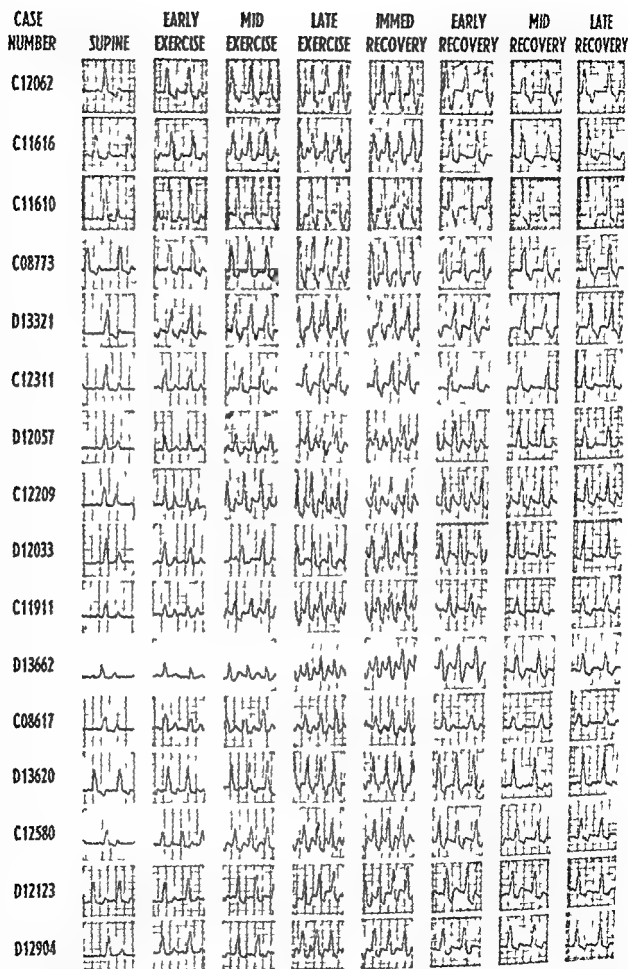 CASE EARLY MID LATE IMMED EARLY MID LATE
NUMBER SUPINE EXERCISE EXERCISE EXERCISE RECOVERY RECOVERY RECOVERY RECOVERY
C12062
C11616
C11610
C08773
D13321
C12311
D12057
C12209
D12033
C11911
D13662
C08617
D13620
C12580
D12123
D12904